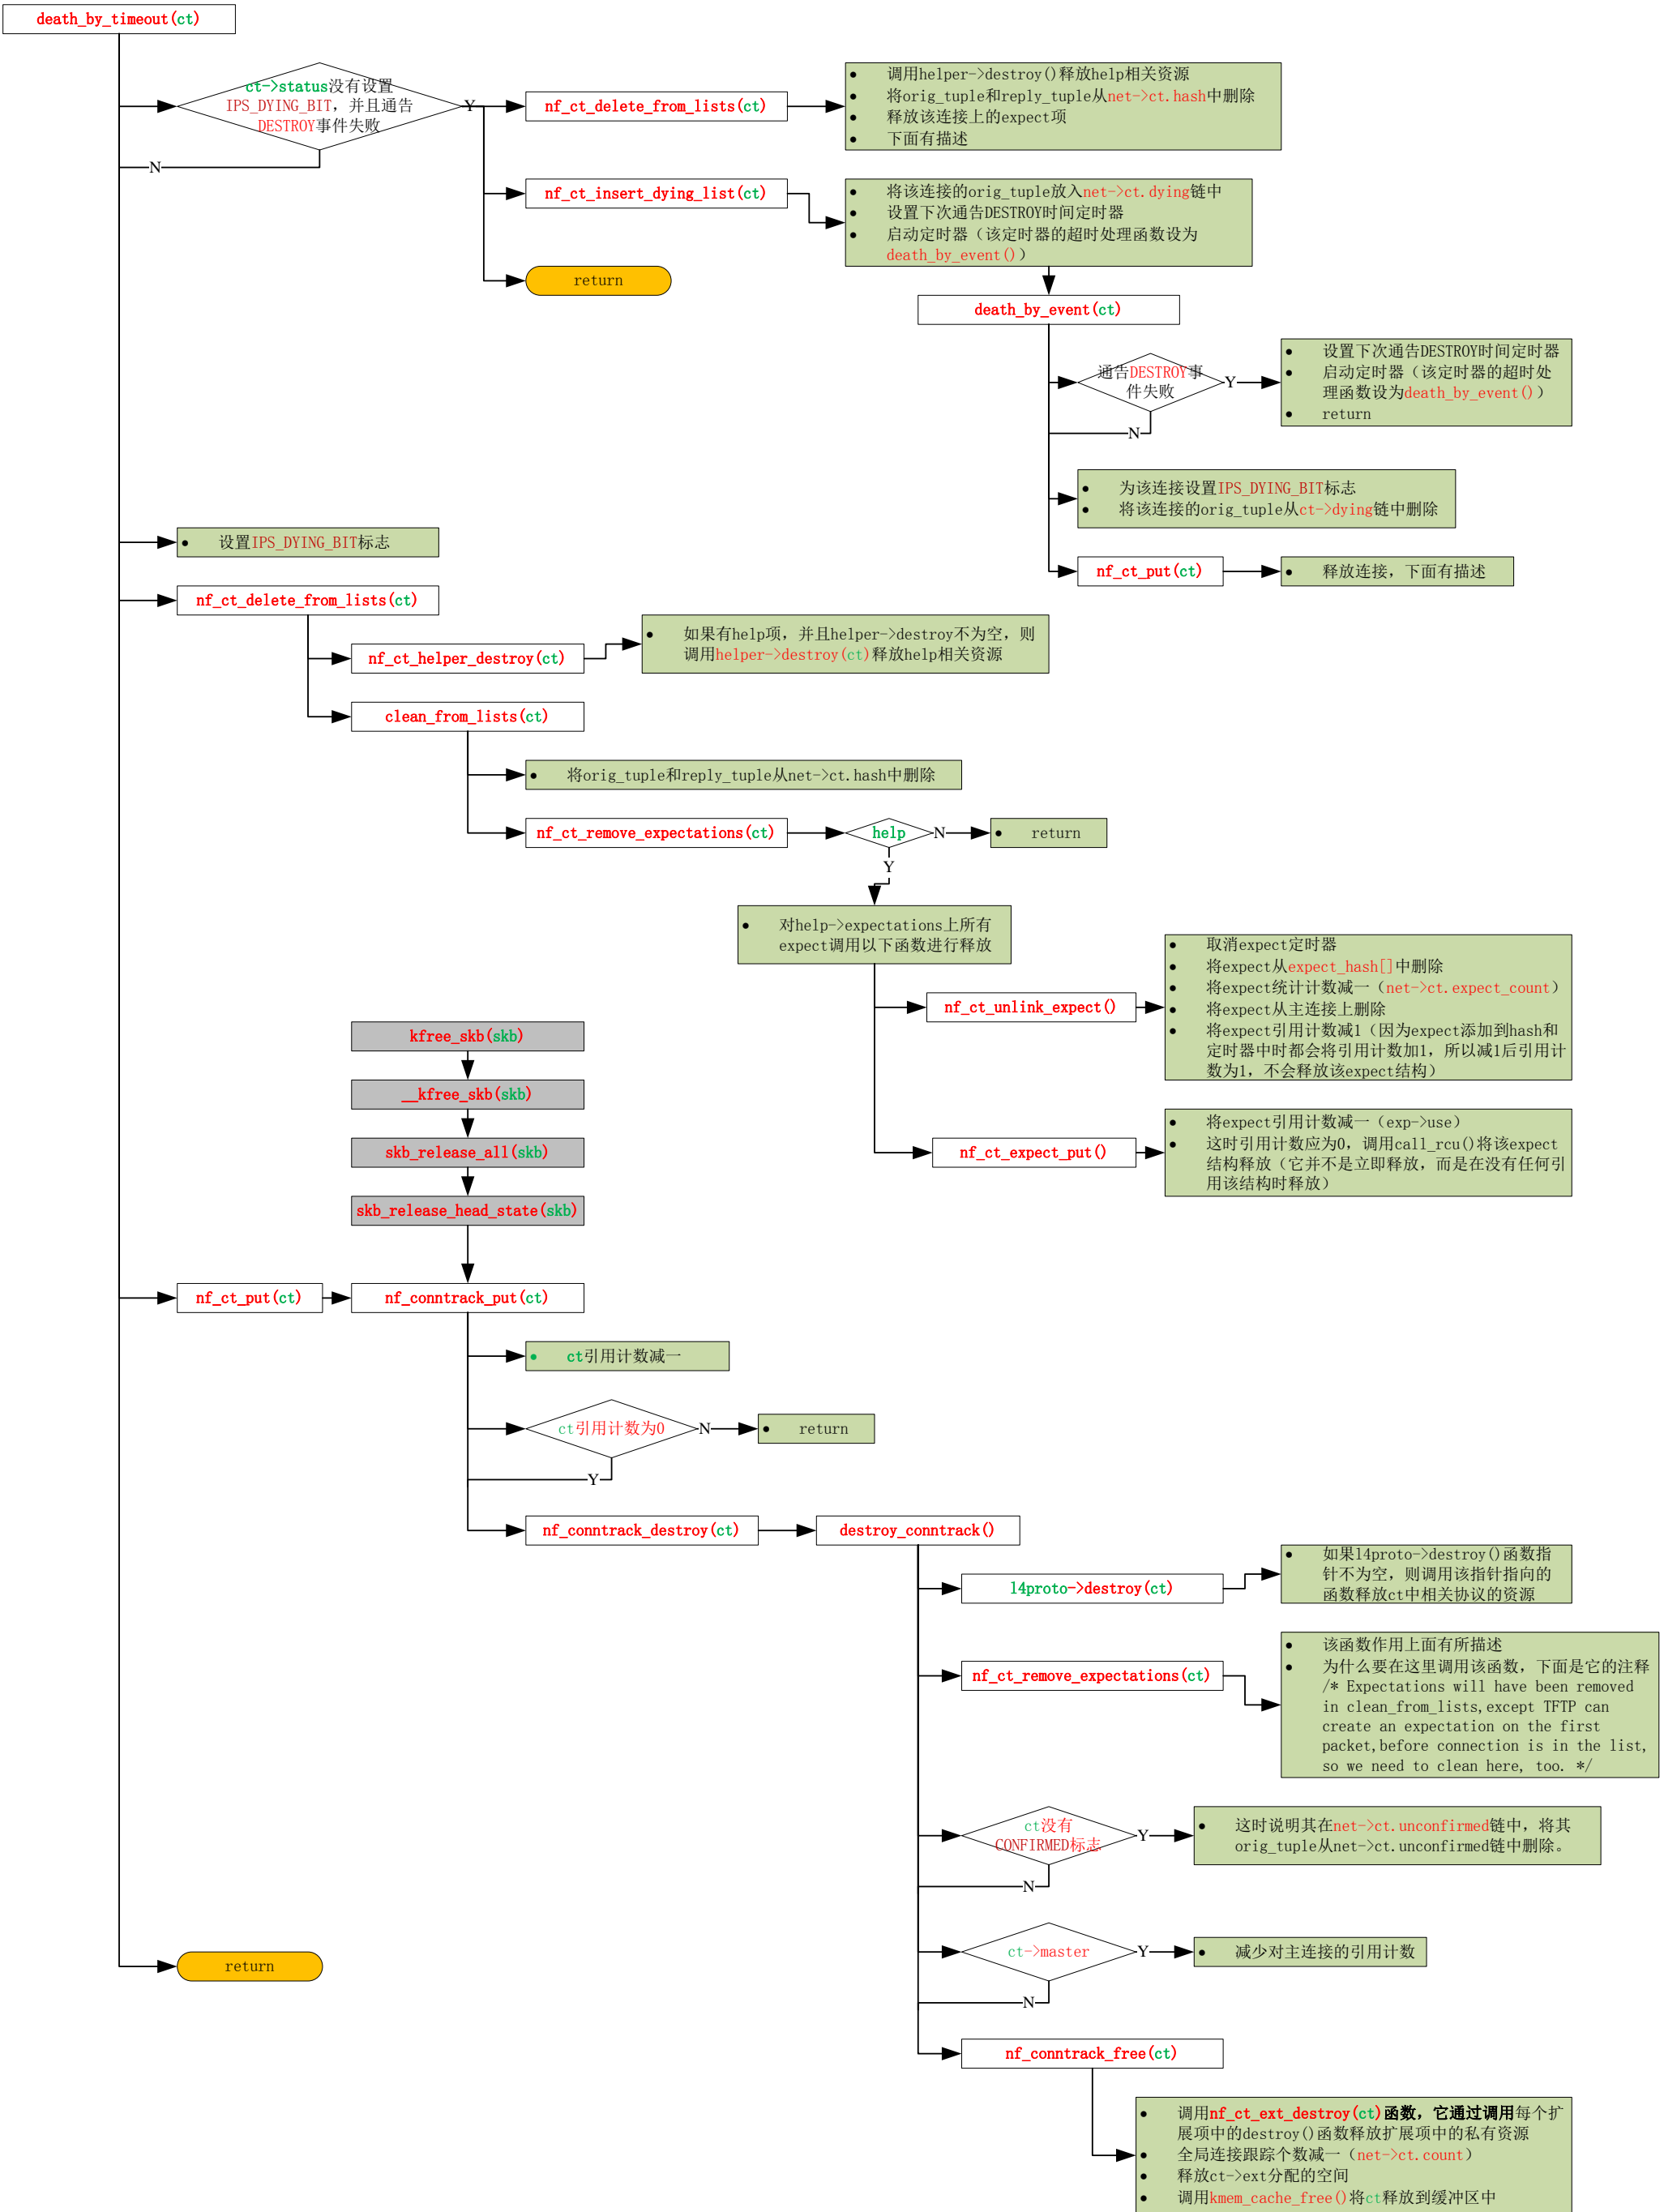 death_by_timeout(ct)
ct->status没有设置
IPS_DYING_BIT，并且通告
DESTROY事件失败
Y
N
nf_ct_delete_from_lists(ct)
● 调用helper->destroy()释放help相关资源
● 将orig_tuple和reply_tuple从net->ct.hash中删除
● 释放该连接上的expect项
● 下面有描述
nf_ct_insert_dying_list(ct)
● 将该连接的orig_tuple放入net->ct.dying链中
● 设置下次通告DESTROY时间定时器
● 启动定时器（该定时器的超时处理函数设为
death_by_event()）
return
death_by_event(ct)
通告DESTROY事
件失败
Y
N
● 设置下次通告DESTROY时间定时器
● 启动定时器（该定时器的超时处
理函数设为death_by_event()）
● return
● 为该连接设置IPS_DYING_BIT标志
● 将该连接的orig_tuple从ct->dying链中删除
nf_ct_put(ct)
● 释放连接，下面有描述
● 设置IPS_DYING_BIT标志
nf_ct_delete_from_lists(ct)
nf_ct_helper_destroy(ct)
● 如果有help项，并且helper->destroy不为空，则
调用helper->destroy(ct)释放help相关资源
clean_from_lists(ct)
● 将orig_tuple和reply_tuple从net->ct.hash中删除
nf_ct_remove_expectations(ct)
help
N
● return
Y
● 对help->expectations上所有
expect调用以下函数进行释放
nf_ct_unlink_expect()
● 取消expect定时器
● 将expect从expect_hash[]中删除
● 将expect统计计数减一（net->ct.expect_count）
● 将expect从主连接上删除
● 将expect引用计数减1（因为expect添加到hash和
定时器中时都会将引用计数加1，所以减1后引用计
数为1，不会释放该expect结构）
nf_ct_expect_put()
● 将expect引用计数减一（exp->use）
● 这时引用计数应为0，调用call_rcu()将该expect
结构释放（它并不是立即释放，而是在没有任何引
用该结构时释放）
kfree_skb(skb)
__kfree_skb(skb)
skb_release_all(skb)
skb_release_head_state(skb)
nf_ct_put(ct)
nf_conntrack_put(ct)
● ct引用计数减一
ct引用计数为0
N
● return
Y
nf_conntrack_destroy(ct)
destroy_conntrack()
l4proto->destroy(ct)
● 如果l4proto->destroy()函数指
针不为空，则调用该指针指向的
函数释放ct中相关协议的资源
nf_ct_remove_expectations(ct)
● 该函数作用上面有所描述
● 为什么要在这里调用该函数，下面是它的注释
/* Expectations will have been removed
in clean_from_lists,except TFTP can
create an expectation on the first
packet,before connection is in the list,
so we need to clean here, too. */
ct没有
CONFIRMED标志
Y
N
● 这时说明其在net->ct.unconfirmed链中，将其
orig_tuple从net->ct.unconfirmed链中删除。
ct->master
Y
● 减少对主连接的引用计数
N
return
nf_conntrack_free(ct)
● 调用nf_ct_ext_destroy(ct)函数，它通过调用每个扩
展项中的destroy()函数释放扩展项中的私有资源
● 全局连接跟踪个数减一（net->ct.count）
● 释放ct->ext分配的空间
● 调用kmem_cache_free()将ct释放到缓冲区中